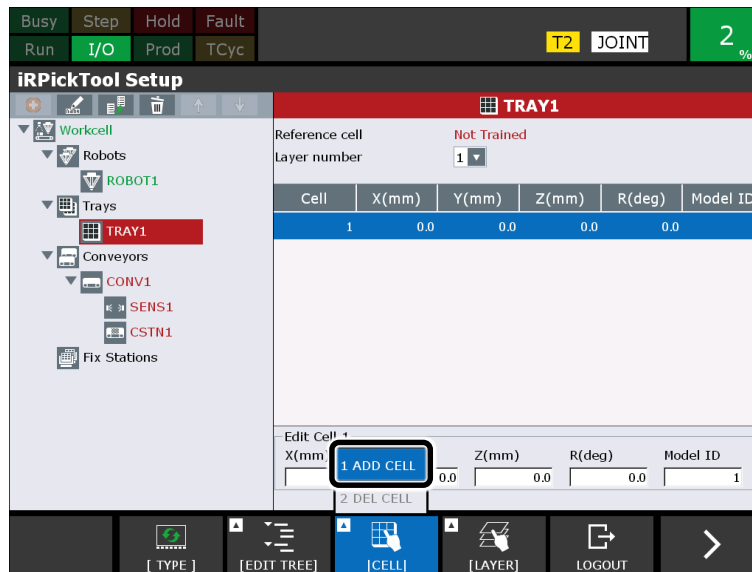 Busy Step Hold Fault
Run I/O Prod TCyc
T2 JOINT
2 %
iRPickTool Setup
TRAY1
Workcell
Robots
ROBOT1
Trays
TRAY1
Conveyors
CONV1
SENS1
CSTN1
Fix Stations
Reference cell Not Trained
Layer number 1
Cell X(mm) Y(mm) Z(mm) R(deg) Model ID
1 0.0 0.0 0.0 0.0
Edit Cell 1
X(mm) Z(mm) R(deg) Model ID
0.0 0.0 0.0 1
1 ADD CELL
2 DEL CELL
[ TYPE ] [EDIT TREE] [CELL] [LAYER] LOGOUT